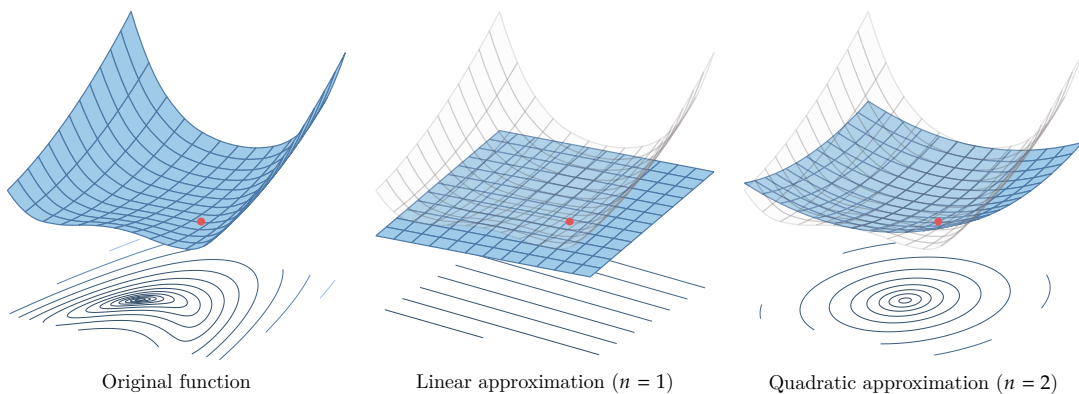 Original function
Linear approximation (n = 1)
Quadratic approximation (n = 2)